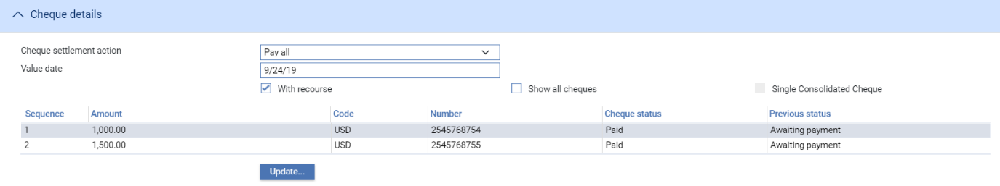 Cheque details
Cheque settlement action Pay all
Value date 9/24/19
With recourse Show all cheques Single Consolidated Cheque
Sequence Amount Code Number Cheque status Previous status
1 1,000.00 USD 2545768754 Paid Awaiting payment
2 1,500.00 USD 2545768755 Paid Awaiting payment
Update...